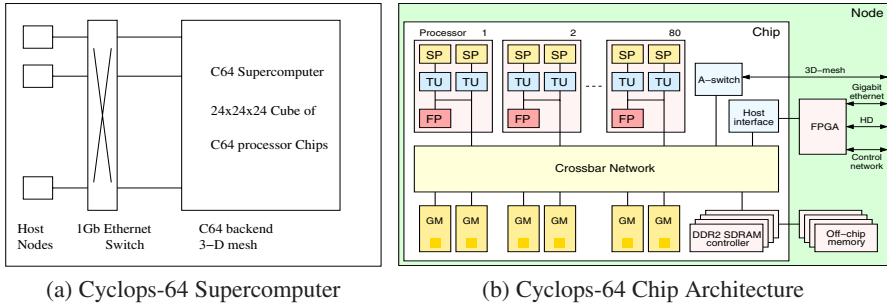 C64 Supercomputer
24x24x24 Cube of
C64 processor Chips
Host
Nodes
1Gb Ethernet
Switch
C64 backend
3-D mesh
(a) Cyclops-64 Supercomputer
Node
Chip
Processor 1 2 80
SP SP SP SP SP SP
TU TU TU TU TU TU
FP FP FP
A-switch
3D-mesh
Host
interface
FPGA
Gigabit
ethernet
HD
Control
network
Crossbar Network
GM GM GM GM GM GM
DDR2 SDRAM
controller
Off-chip
memory
(b) Cyclops-64 Chip Architecture